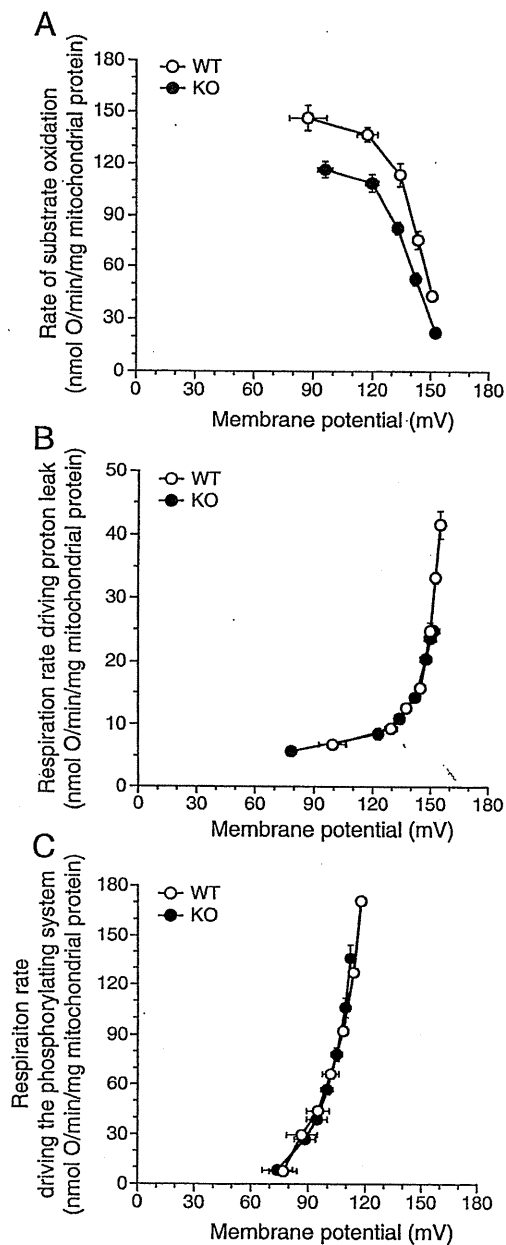 A
WT
KO
Rate of substrate oxidation
(nmol O/min/mg mitochondrial protein)
180
150
120
90
60
30
0
0 30 60 90 120 150 180
Membrane potential (mV)
B
WT
KO
Respiration rate driving proton leak
(nmol O/min/mg mitochondrial protein)
50
40
30
20
10
0
0 30 60 90 120 150 180
Membrane potential (mV)
C
WT
KO
Respiraiton rate
driving the phosphorylating system
(nmol O/min/mg mitochondrial protein)
180
150
120
90
60
30
0
0 30 60 90 120 150 180
Membrane potential (mV)